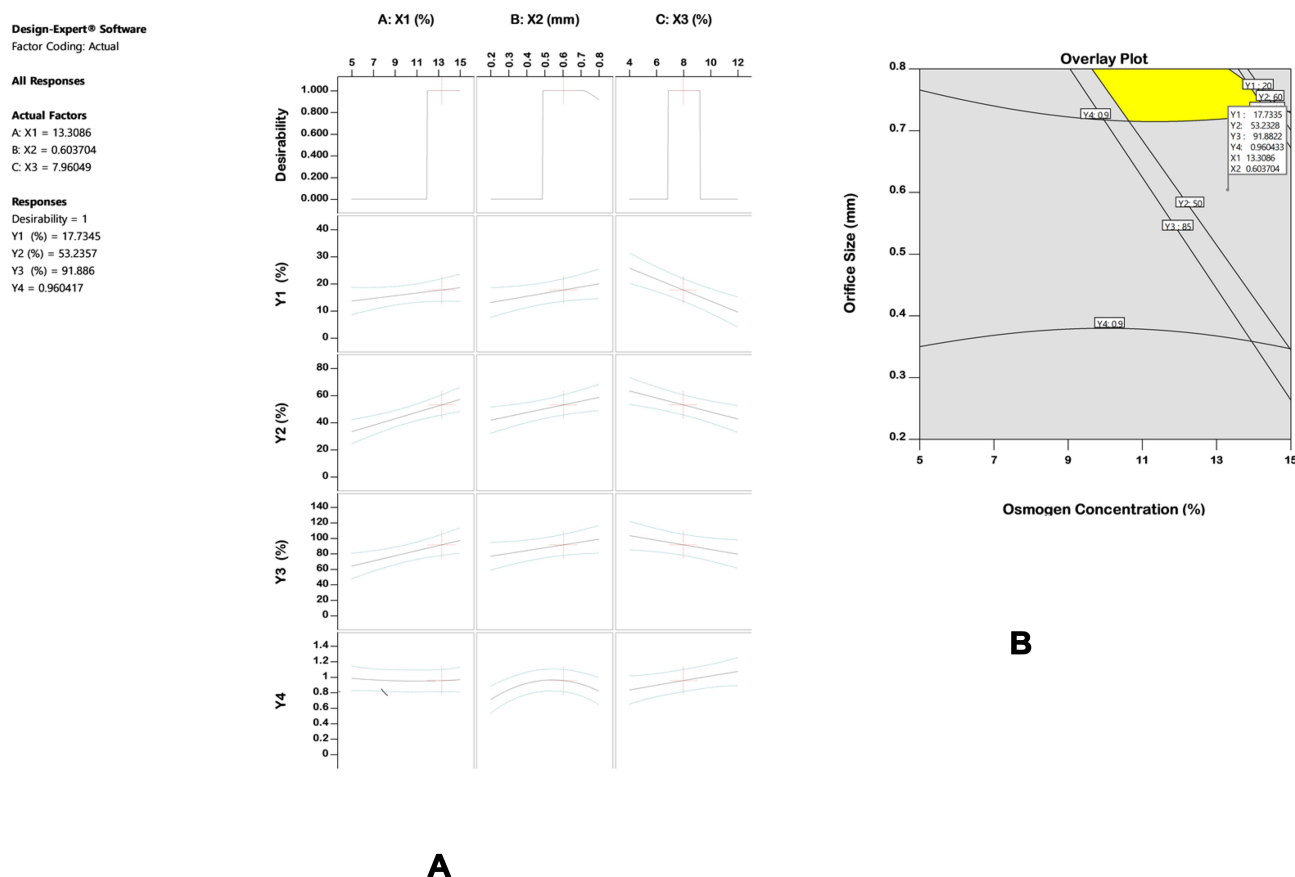 Design-Expert® Software
Factor Coding: Actual
All Responses
Actual Factors
A: X1 = 13.3086
B: X2 = 0.603704
C: X3 = 7.96049
Responses
Desirability = 1
Y1 (%) = 17.7345
Y2 (%) = 53.2357
Y3 (%) = 91.886
Y4 = 0.960417
A: X1 (%)
B: X2 (mm)
C: X3 (%)
5 7 9 11 13 15
0.2 0.3 0.4 0.5 0.6 0.7 0.8
4 6 8 10 12
Desirability
1.000
0.800
0.600
0.400
0.200
0.000
Y1 (%)
40
30
20
10
0
Y2 (%)
80
60
40
20
0
Y3 (%)
140
120
100
80
60
40
20
0
Y4
1.4
1.2
1
0.8
0.6
0.4
0.2
0
A
Overlay Plot
Orifice Size (mm)
0.8
0.7
0.6
0.5
0.4
0.3
0.2
Y1 : 20
Y2: 60
Y4: 0.9
Y1 : 17.7335
Y2: 53.2328
Y3 : 91.8822
Y4: 0.960433
X1 13.3086
X2 0.603704
Y2: 50
Y3 : 85
Y4: 0.9
5 7 9 11 13 15
Osmogen Concentration (%)
B